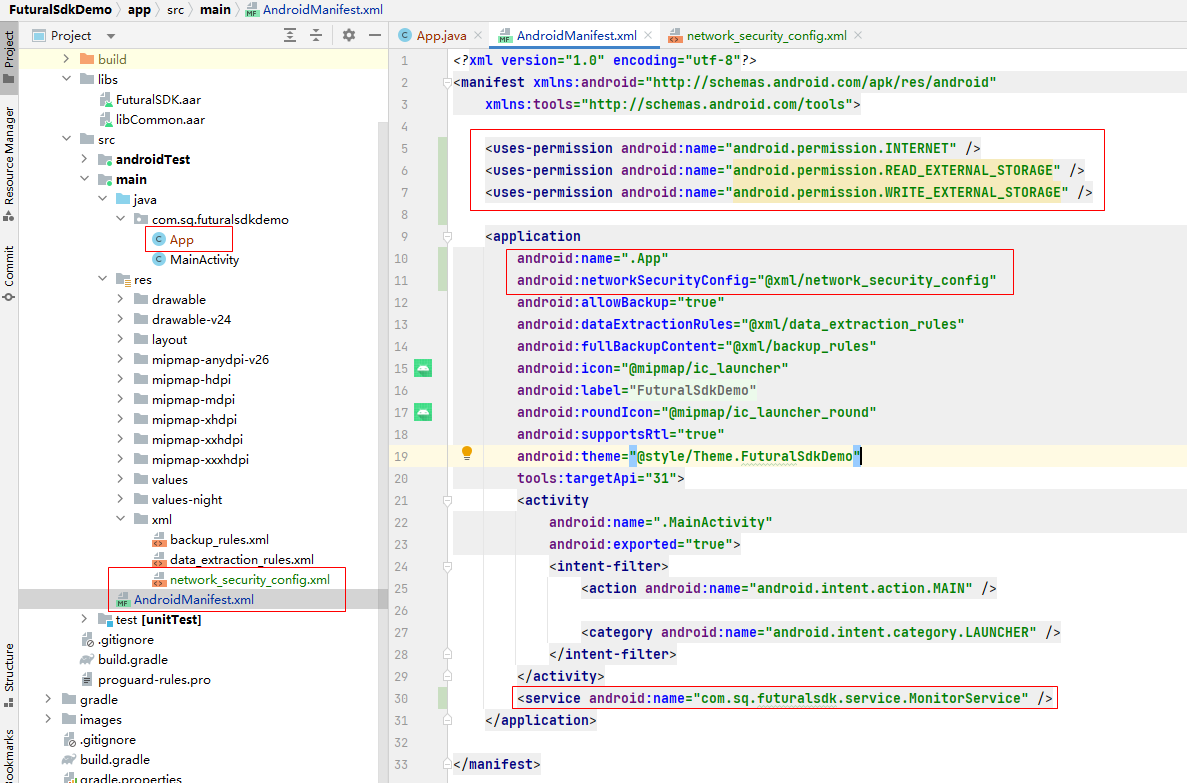 FuturalSdkDemo app src main AndroidManifest.xml
Project
App.java
AndroidManifest.xml
network_security_config.xml
Project
Resource Manager
Commit
Structure
build
libs
FuturalSDK.aar
libCommon.aar
src
androidTest
main
java
com.sq.futuralsdkdemo
App
MainActivity
res
drawable
drawable-v24
layout
mipmap-anydpi-v26
mipmap-hdpi
mipmap-mdpi
mipmap-xhdpi
mipmap-xxhdpi
mipmap-xxxhdpi
values
values-night
xml
backup_rules.xml
data_extraction_rules.xml
network_security_config.xml
AndroidManifest.xml
test [unitTest]
.gitignore
build.gradle
proguard-rules.pro
gradle
images
.gitignore
build.gradle
gradle.properties
1 <?xml version="1.0" encoding="utf-8"?>
2 <manifest xmlns:android="http://schemas.android.com/apk/res/android"
3 xmlns:tools="http://schemas.android.com/tools">
4
5 <uses-permission android:name="android.permission.INTERNET" />
6 <uses-permission android:name="android.permission.READ_EXTERNAL_STORAGE" />
7 <uses-permission android:name="android.permission.WRITE_EXTERNAL_STORAGE" />
8
9 <application
10 android:name=".App"
11 android:networkSecurityConfig="@xml/network_security_config"
12 android:allowBackup="true"
13 android:dataExtractionRules="@xml/data_extraction_rules"
14 android:fullBackupContent="@xml/backup_rules"
15 android:icon="@mipmap/ic_launcher"
16 android:label="FuturalSdkDemo"
17 android:roundIcon="@mipmap/ic_launcher_round"
18 android:supportsRtl="true"
19 android:theme="@style/Theme.FuturalSdkDemo"
20 tools:targetApi="31">
21 <activity
22 android:name=".MainActivity"
23 android:exported="true">
24 <intent-filter>
25 <action android:name="android.intent.action.MAIN" />
26
27 <category android:name="android.intent.category.LAUNCHER" />
28 </intent-filter>
29 </activity>
30 <service android:name="com.sq.futuralsdk.service.MonitorService" />
31 </application>
32
33 </manifest>